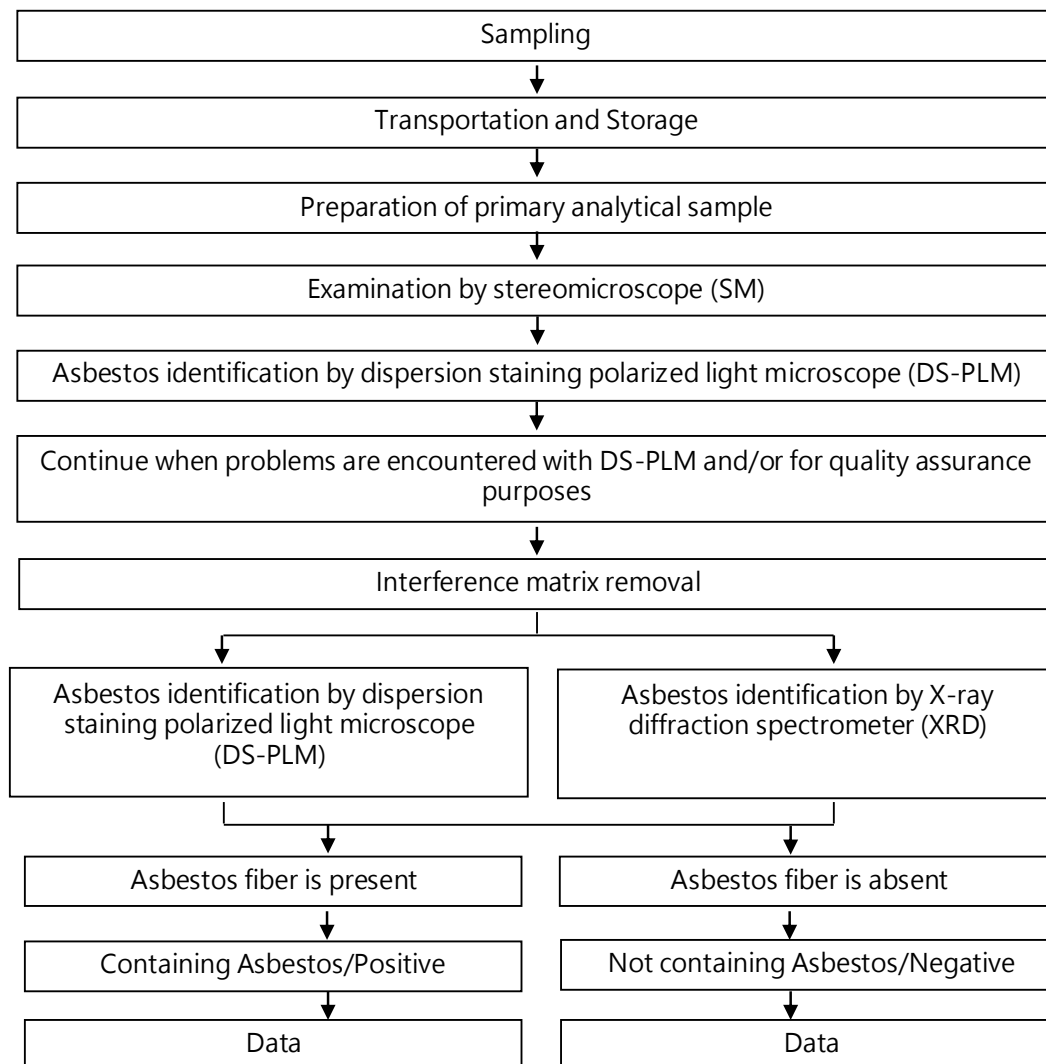 Sampling
Transportation and Storage
Preparation of primary analytical sample
Examination by stereomicroscope (SM)
Asbestos identification by dispersion staining polarized light microscope (DS-PLM)
Continue when problems are encountered with DS-PLM and/or for quality assurance
purposes
Interference matrix removal
Asbestos identification by dispersion
staining polarized light microscope
(DS-PLM)
Asbestos identification by X-ray
diffraction spectrometer (XRD)
Asbestos fiber is present
Asbestos fiber is absent
Containing Asbestos/Positive
Not containing Asbestos/Negative
Data
Data